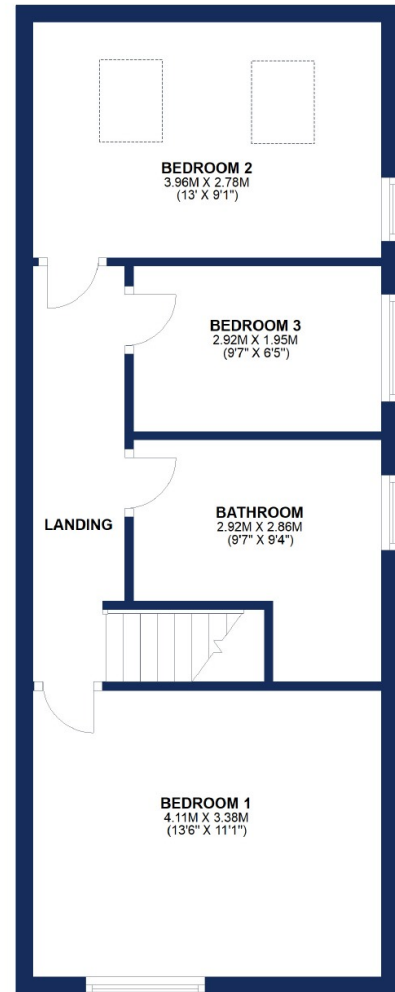 BEDROOM 2
3.96M X 2.78M
(13' X 9'1")
BEDROOM 3
2.92M X 1.95M
(9'7" X 6'5")
BATHROOM
2.92M X 2.86M
(9'7" X 9'4")
LANDING
BEDROOM 1
4.11M X 3.38M
(13'6" X 11'1")